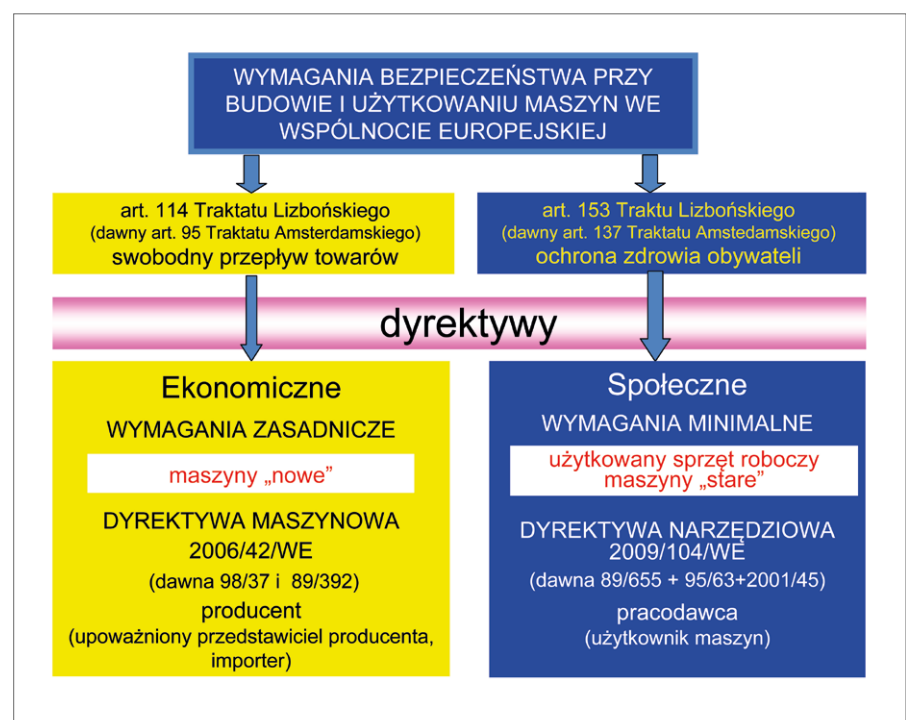 WYMAGANIA BEZPIECZEŃSTWA PRZY
BUDOWIE I UŻYTKOWANIU MASZYN WE
WSPÓLNOCIE EUROPEJSKIEJ
art. 114 Traktatu Lizbońskiego
(dawny art. 95 Traktatu Amsterdamskiego)
swobodny przepływ towarów
art. 153 Traktu Lizbońskiego
(dawny art. 137 Traktatu Amstedamskiego)
ochrona zdrowia obywateli
dyrektywy
Ekonomiczne
WYMAGANIA ZASADNICZE
maszyny „nowe”
DYREKTYWA MASZYNOWA
2006/42/WE
(dawna 98/37 i 89/392)
producent
(upoważniony przedstawiciel producenta,
importer)
Społeczne
WYMAGANIA MINIMALNE
użytkowany sprzęt roboczy
maszyny „stare”
DYREKTYWA NARZĘDZIOWA
2009/104/WE
(dawna 89/655 + 95/63+2001/45)
pracodawca
(użytkownik maszyn)